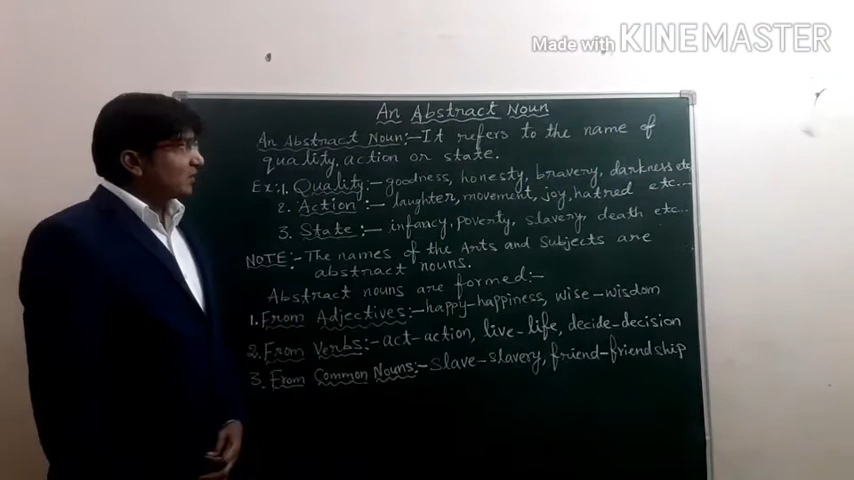 Made with KINEMASTER
An Abstract Noun
An Abstract Noun:- It refers to the name of
quality, action or state.
Ex:1. Quality:- goodness, honesty, bravery, darkness etc
2. Action:- laughter, movement, joy, hatred etc...
3. State:- infancy, poverty, slavery, death etc...
NOTE:- The names of the Arts and Subjects are
abstract nouns.
Abstract nouns are formed:-
1. From Adjectives:- happy-happiness, wise-wisdom
2. From Verbs:- act-action, live-life, decide-decision
3. From Common Nouns:- slave-slavery, friend-friendship